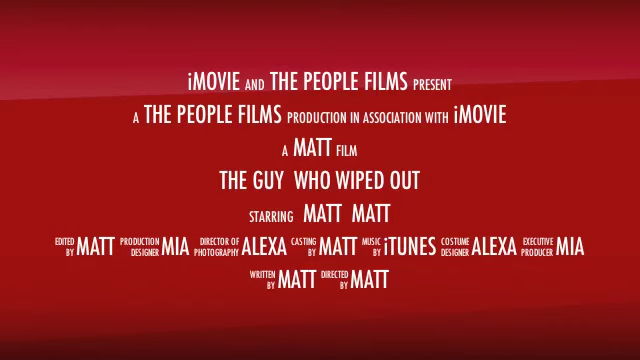 iMOVIE AND THE PEOPLE FILMS PRESENT
A THE PEOPLE FILMS PRODUCTION IN ASSOCIATION WITH iMOVIE
A MATT FILM
THE GUY WHO WIPED OUT
STARRING MATT MATT
EDITED BY MATT PRODUCTION DESIGNER MIA DIRECTOR OF PHOTOGRAPHY ALEXA CASTING BY MATT MUSIC BY iTUNES COSTUME DESIGNER ALEXA EXECUTIVE PRODUCER MIA
WRITTEN BY MATT DIRECTED BY MATT